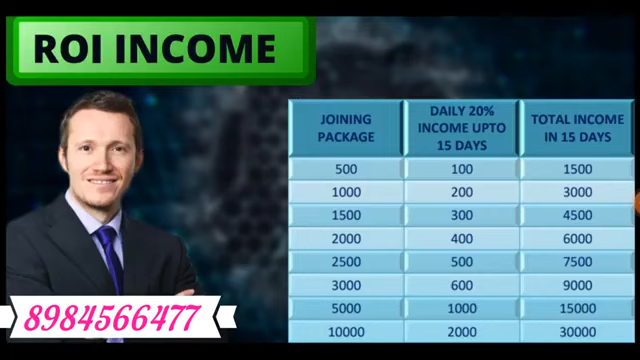 ROI INCOME
JOINING PACKAGE
DAILY 20% INCOME UPTO 15 DAYS
TOTAL INCOME IN 15 DAYS
500 100 1500
1000 200 3000
1500 300 4500
2000 400 6000
2500 500 7500
3000 600 9000
5000 1000 15000
10000 2000 30000
8984566477